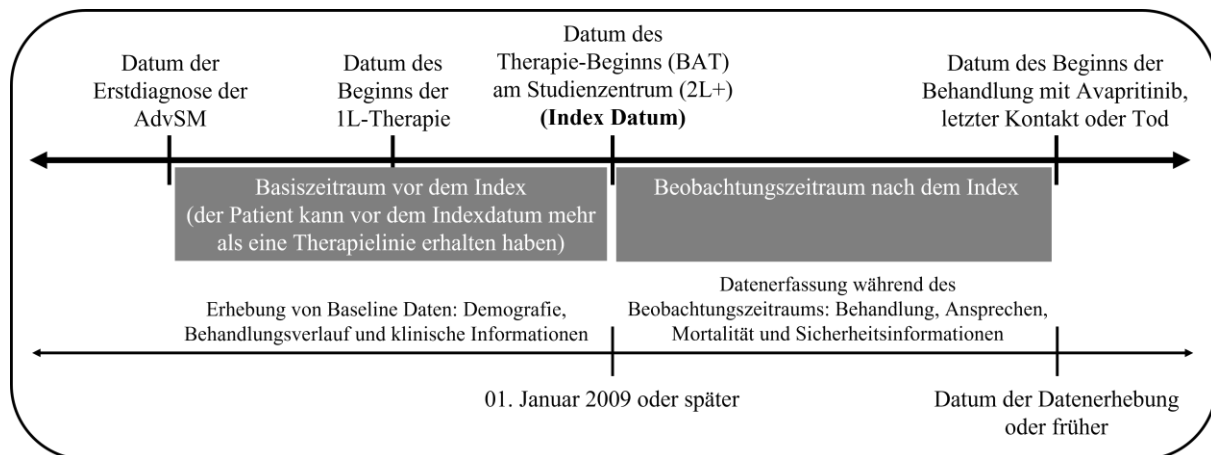 Datum der
Erstdiagnose der
AdvSM
Datum des
Beginns der
1L-Therapie
Datum des
Therapie-Beginns (BAT)
am Studienzentrum (2L+)
(Index Datum)
Datum des Beginns der
Behandlung mit Avapritinib,
letzter Kontakt oder Tod
Basiszeitraum vor dem Index
(der Patient kann vor dem Indexdatum mehr
als eine Therapielinie erhalten haben)
Beobachtungszeitraum nach dem Index
Erhebung von Baseline Daten: Demografie,
Behandlungsverlauf und klinische Informationen
Datenerfassung während des
Beobachtungszeitraums: Behandlung, Ansprechen,
Mortalität und Sicherheitsinformationen
01. Januar 2009 oder später
Datum der Datenerhebung
oder früher